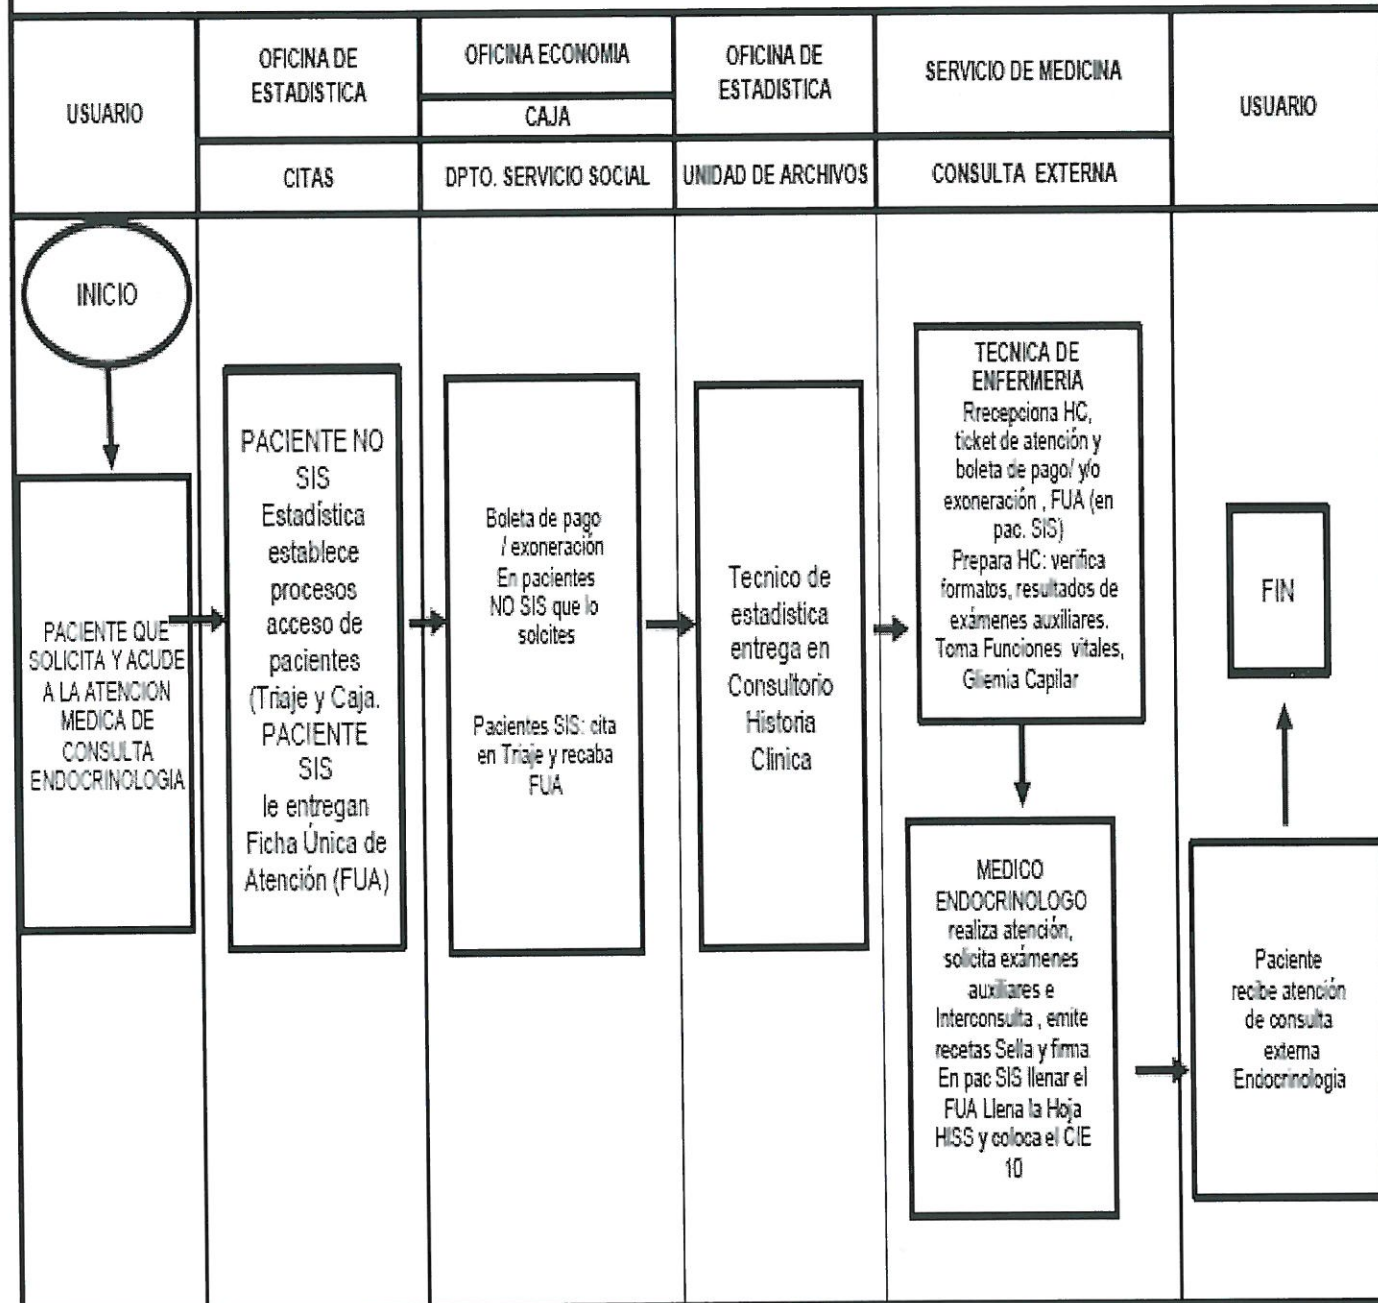 USUARIO
OFICINA DE
ESTADISTICA
CITAS
OFICINA ECONOMIA
CAJA
DPTO. SERVICIO SOCIAL
OFICINA DE
ESTADISTICA
UNIDAD DE ARCHIVOS
SERVICIO DE MEDICINA
CONSULTA EXTERNA
USUARIO
INICIO
PACIENTE QUE
SOLICITA Y ACUDE
A LA ATENCION
MEDICA DE
CONSULTA
ENDOCRINOLOGIA
PACIENTE NO
SIS
Estadística
establece
procesos
acceso de
pacientes
(Triaje y Caja.
PACIENTE
SIS
le entregan
Ficha Única de
Atención (FUA)
Boleta de pago
/ exoneración
En pacientes
NO SIS que lo
solcites
Pacientes SIS: cita
en Triaje y recaba
FUA
Tecnico de
estadistica
entrega en
Consultorio
Historia
Clinica
TECNICA DE
ENFERMERIA
Rrecepciona HC,
ticket de atención y
boleta de pago/ y/o
exoneración , FUA (en
pac. SIS)
Prepara HC: verifica
formatos, resultados de
exámenes auxiliares.
Toma Funciones vitales,
Gliemia Capilar
MEDICO
ENDOCRINOLOGO
realiza atención,
solicita exámenes
auxiliares e
Interconsulta , emite
recetas Sella y firma
En pac SIS llenar el
FUA Llena la Hoja
HISS y coloca el CIE
10
Paciente
recibe atención
de consulta
externa
Endocrinologia
FIN